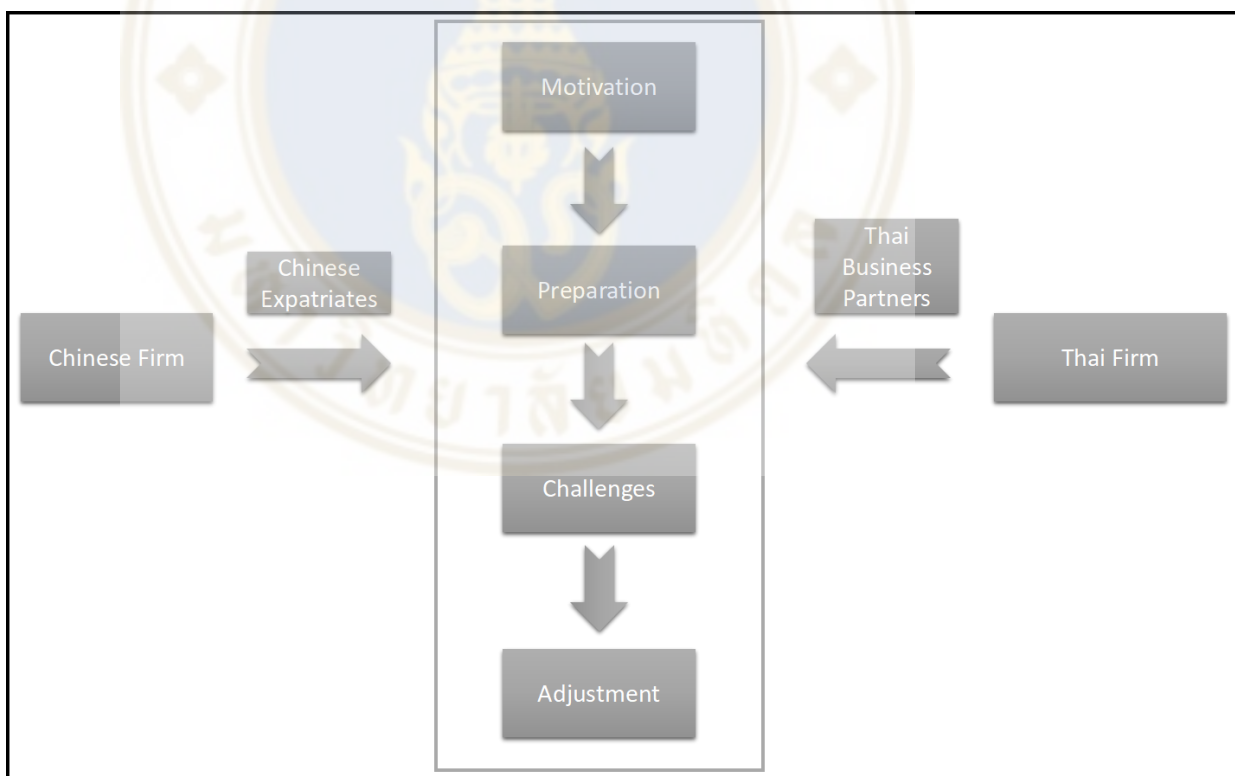 Motivation
Chinese
Expatriates
Preparation
Thai
Business
Partners
Chinese Firm
Thai Firm
Challenges
Adjustment